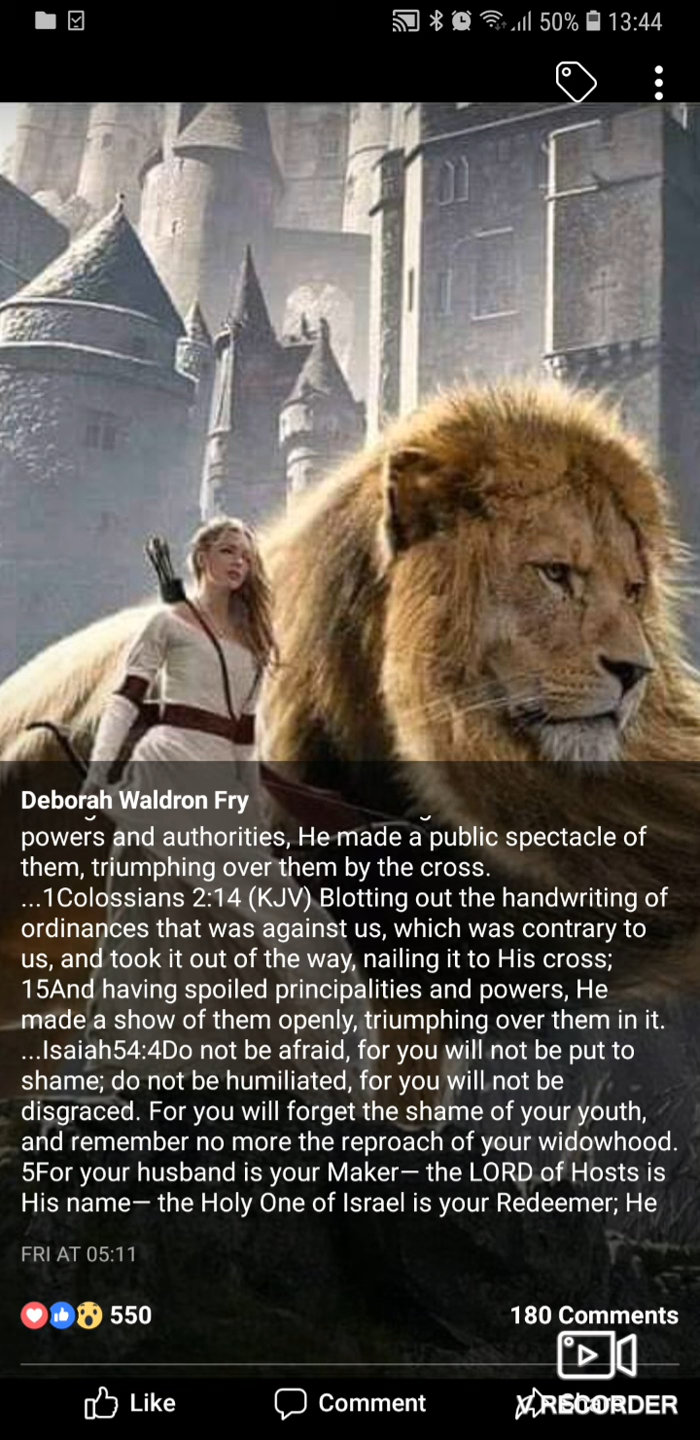 50% 13:44
Deborah Waldron Fry
powers and authorities, He made a public spectacle of
them, triumphing over them by the cross.
...1Colossians 2:14 (KJV) Blotting out the handwriting of
ordinances that was against us, which was contrary to
us, and took it out of the way, nailing it to His cross;
15And having spoiled principalities and powers, He
made a show of them openly, triumphing over them in it.
...Isaiah54:4Do not be afraid, for you will not be put to
shame; do not be humiliated, for you will not be
disgraced. For you will forget the shame of your youth,
and remember no more the reproach of your widowhood.
5For your husband is your Maker— the LORD of Hosts is
His name— the Holy One of Israel is your Redeemer; He
FRI AT 05:11
550 180 Comments
Like Comment V RECORDER